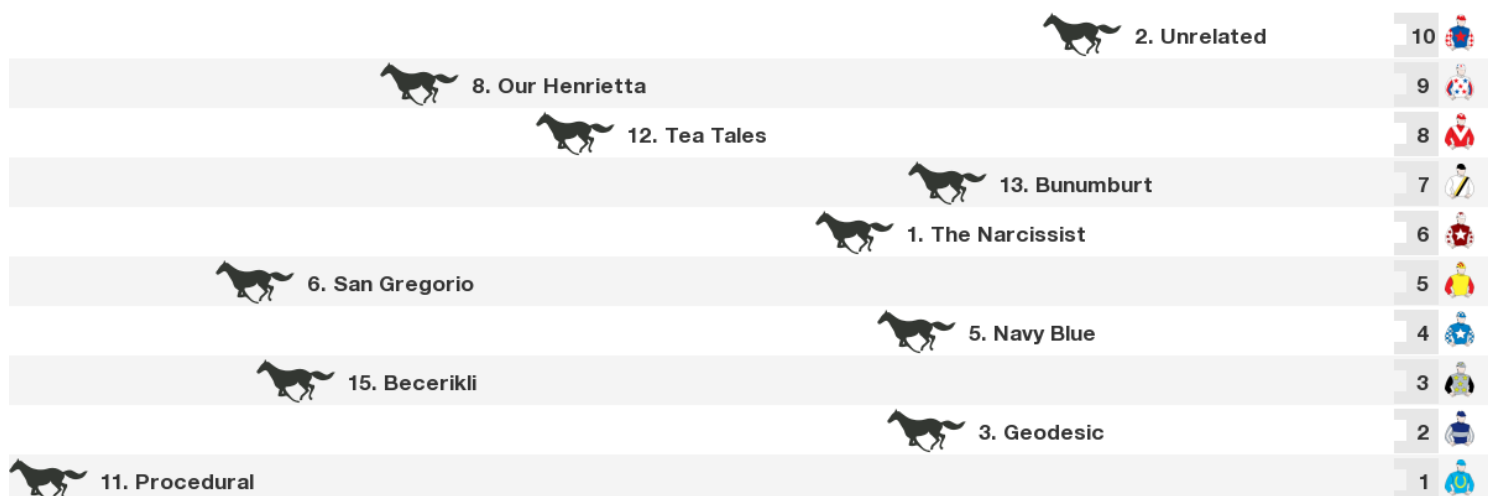 2. Unrelated 10
8. Our Henrietta 9
12. Tea Tales 8
13. Bunumburt 7
1. The Narcissist 6
6. San Gregorio 5
5. Navy Blue 4
15. Becerikli 3
3. Geodesic 2
11. Procedural 1